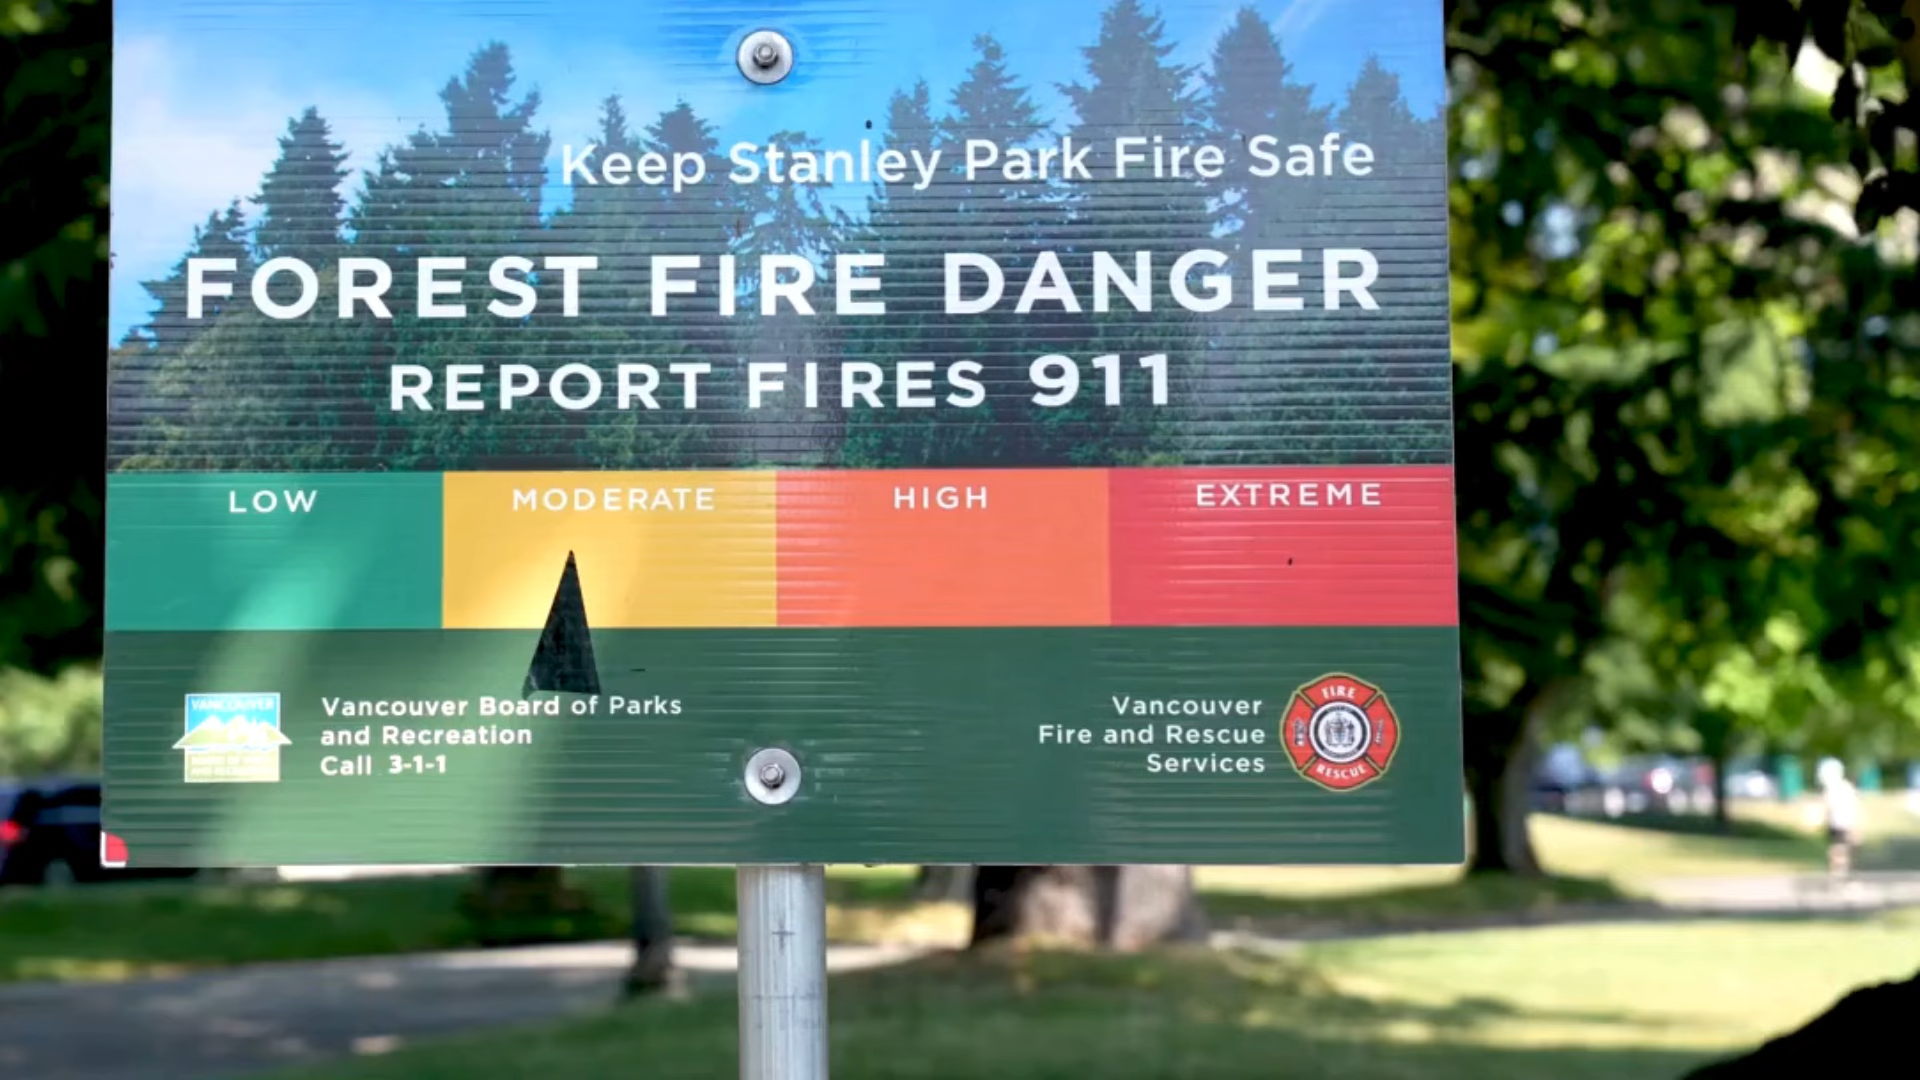 Keep Stanley Park Fire Safe
FOREST FIRE DANGER
REPORT FIRES 911
LOW
MODERATE
HIGH
EXTREME
VANCOUVER
Vancouver Board of Parks
and Recreation
Call 3-1-1
Vancouver
Fire and Rescue
Services
FIRE
RESCUE